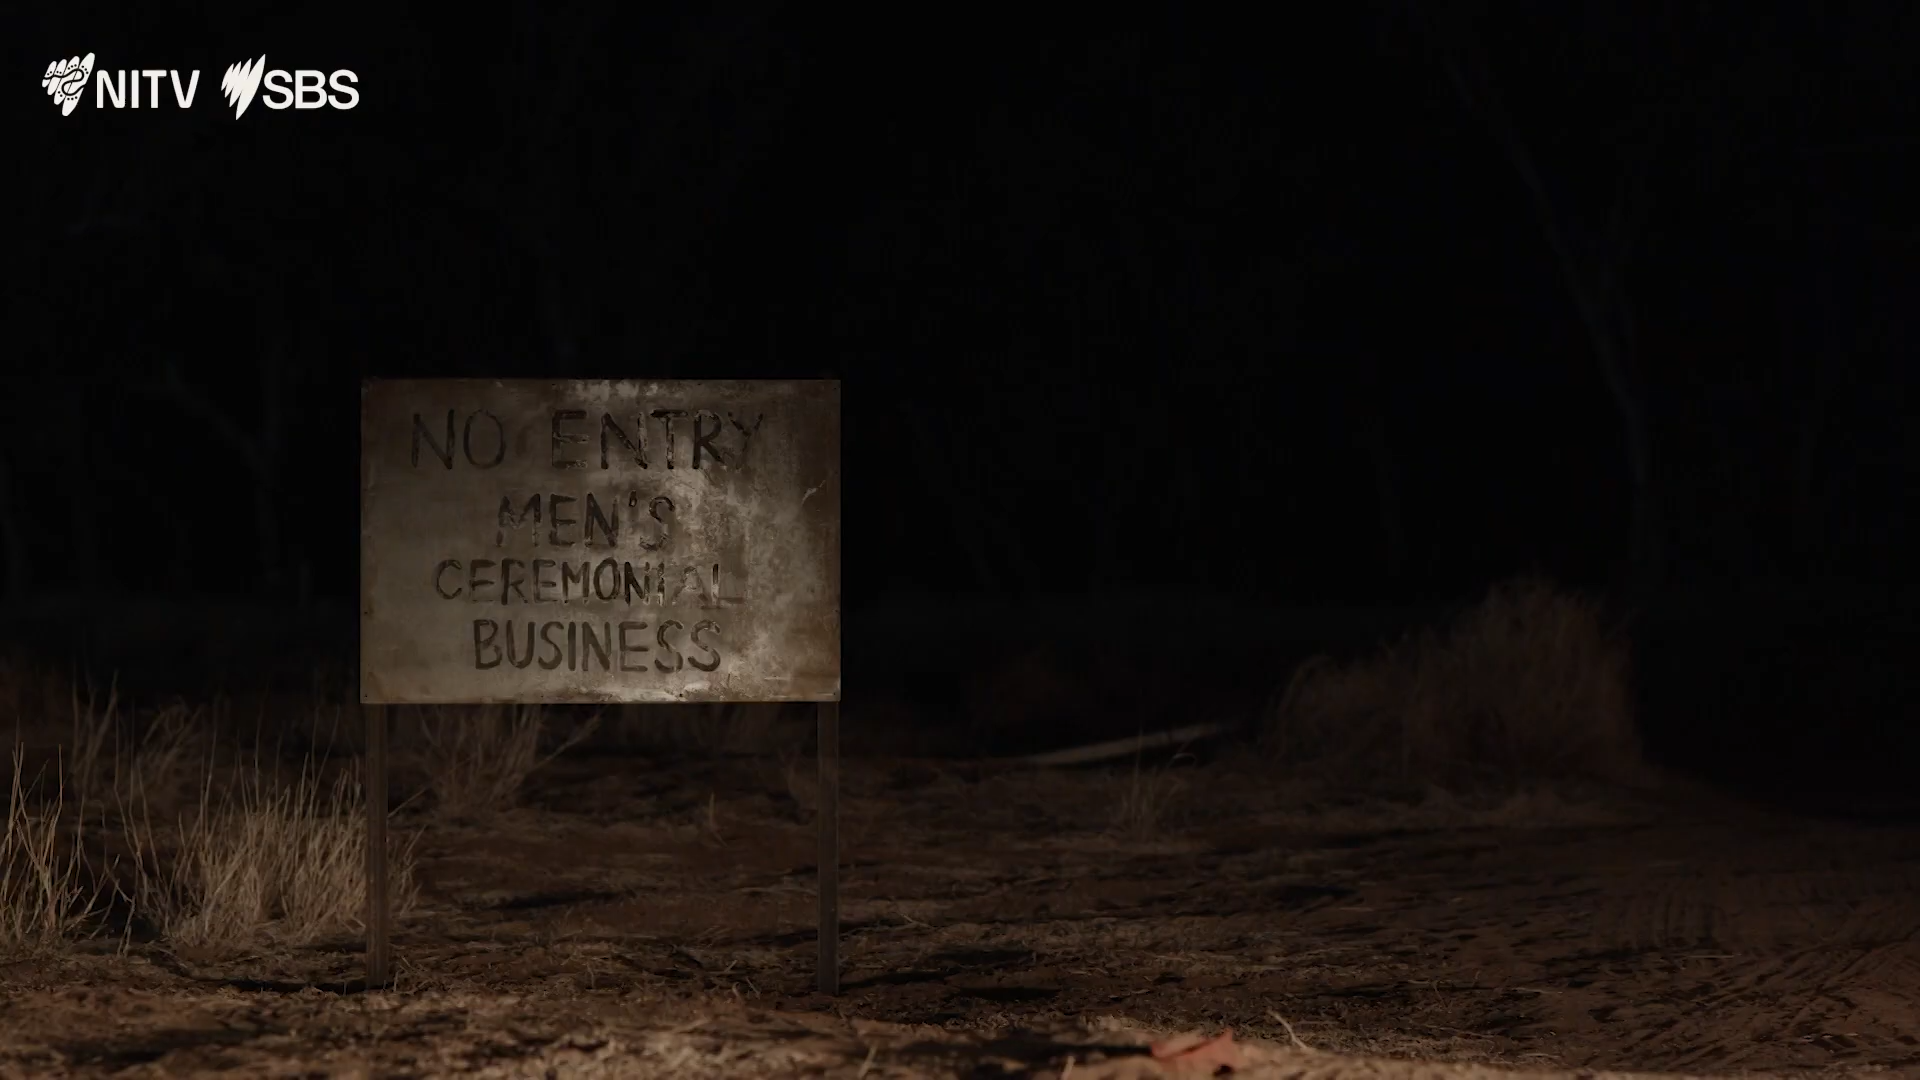 NITV SBS
NO ENTRY
MEN'S
CEREMONIAL
BUSINESS